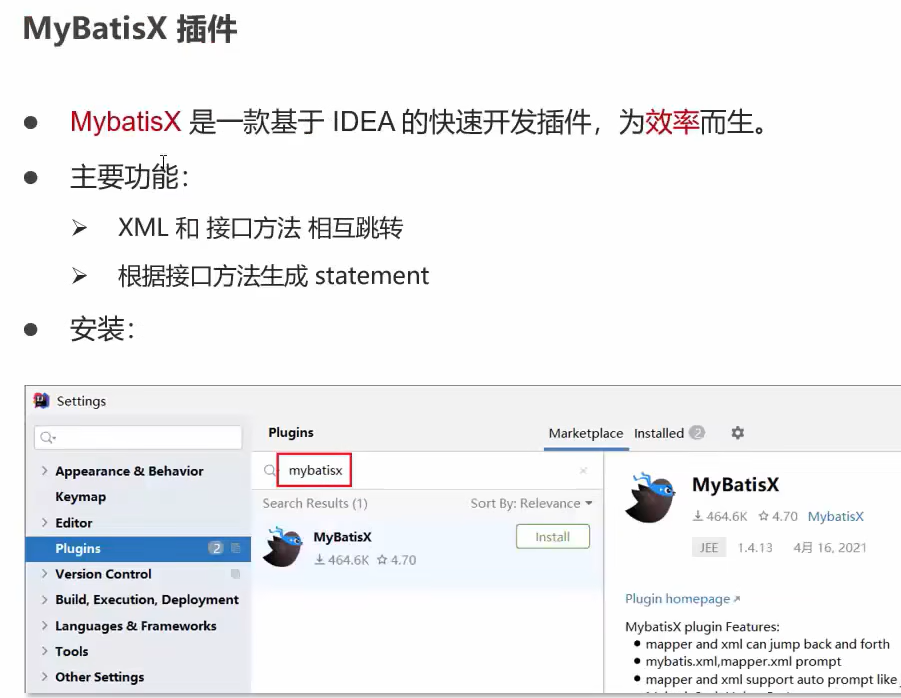 MyBatisX 插件
MybatisX 是一款基于 IDEA 的快速开发插件，为效率而生。
主要功能：
XML 和 接口方法 相互跳转
根据接口方法生成 statement
安装：
Settings
Plugins
Marketplace Installed 2
Appearance & Behavior
Keymap
Editor
Plugins 2
Version Control
Build, Execution, Deployment
Languages & Frameworks
Tools
Other Settings
mybatisx
Search Results (1) Sort By: Relevance
MyBatisX
464.6K 4.70
Install
MyBatisX
464.6K 4.70 MybatisX
JEE 1.4.13 4月 16, 2021
Plugin homepage
MybatisX plugin Features:
mapper and xml can jump back and forth
mybatis.xml,mapper.xml prompt
mapper and xml support auto prompt like